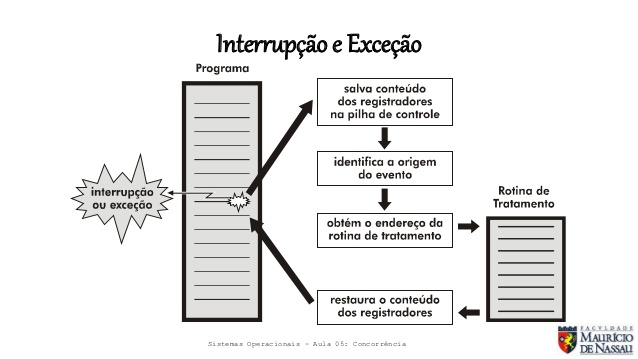 Interrupção e Exceção
Programa
salva conteúdo
dos registradores
na pilha de controle
identifica a origem
do evento
interrupção
ou exceção
Rotina de
Tratamento
obtém o endereço da
rotina de tratamento
restaura o conteúdo
dos registradores
Sistemas Operacionais - Aula 05: Concorrência
FACULDADE
MAURÍCIO
DE NASSAU